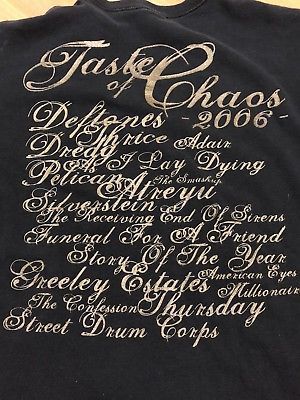 Taste
of Chaos
- 2006 -
Deftones
Thrice Adair
Dredg As I Lay Dying
Pelican The Smashup
Atreyu
Silverstein
The Receiving End Of Sirens
Funeral For A Friend
Story Of The Year
Greeley Estates American Eyes
Millionair
The Confession Thursday
Street Drum Corps